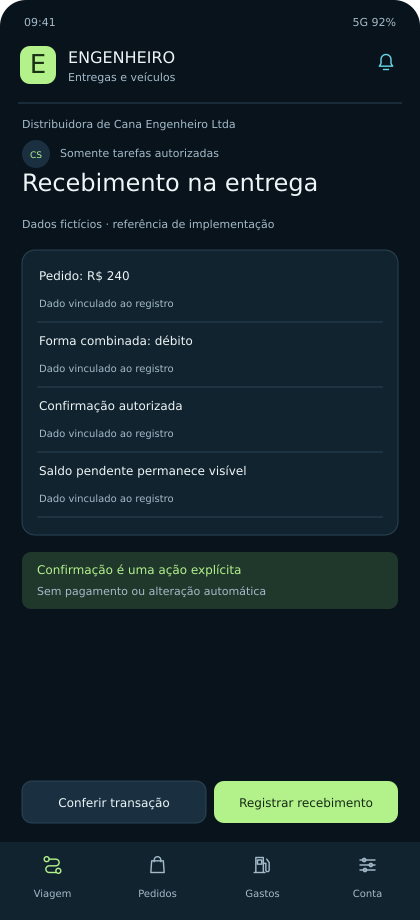 09:41
5G 92%
E
ENGENHEIRO
Entregas e veículos
Distribuidora de Cana Engenheiro Ltda
CS
Somente tarefas autorizadas
Recebimento na entrega
Dados fictícios · referência de implementação
Pedido: R$ 240
Dado vinculado ao registro
Forma combinada: débito
Dado vinculado ao registro
Confirmação autorizada
Dado vinculado ao registro
Saldo pendente permanece visível
Dado vinculado ao registro
Confirmação é uma ação explícita
Sem pagamento ou alteração automática
Conferir transação
Registrar recebimento
Viagem
Pedidos
Gastos
Conta